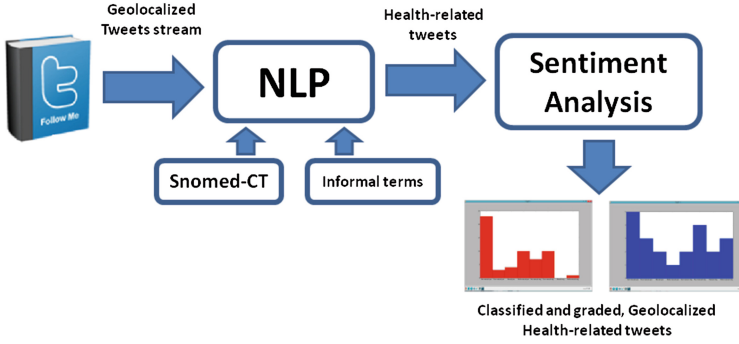 Geolocalized
Tweets stream
Health-related
tweets
Follow Me
NLP
Sentiment
Analysis
Snomed-CT
Informal terms
Classified and graded, Geolocalized
Health-related tweets